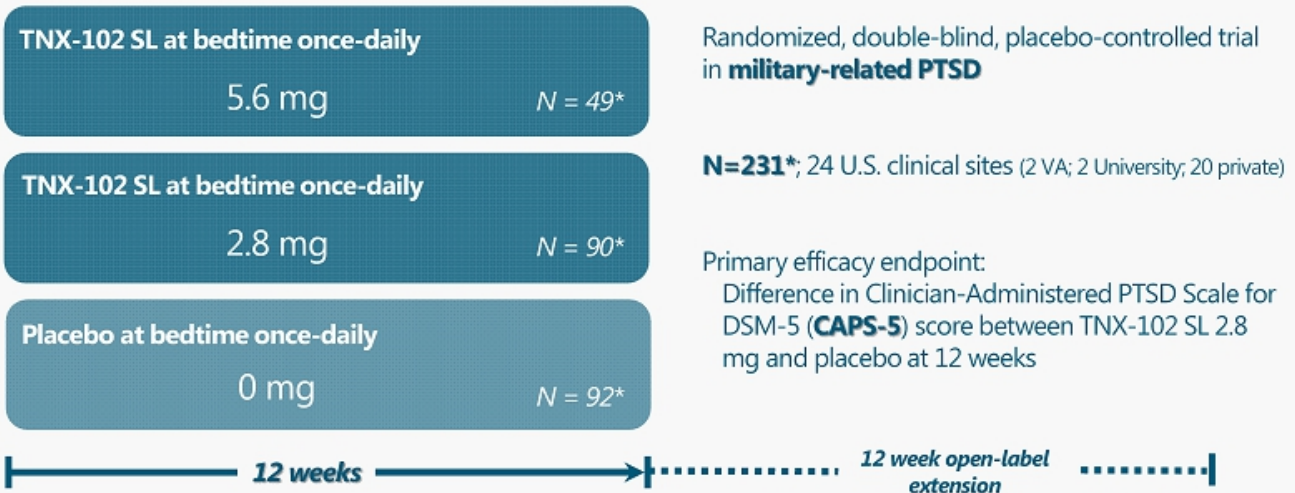 TNX-102 SL at bedtime once-daily
5.6 mg
N = 49*
TNX-102 SL at bedtime once-daily
2.8 mg
N = 90*
Placebo at bedtime once-daily
0 mg
N = 92*
12 weeks
12 week open-label
extension
Randomized, double-blind, placebo-controlled trial
in military-related PTSD
N=231*; 24 U.S. clinical sites (2 VA; 2 University; 20 private)
Primary efficacy endpoint:
Difference in Clinician-Administered PTSD Scale for
DSM-5 (CAPS-5) score between TNX-102 SL 2.8
mg and placebo at 12 weeks